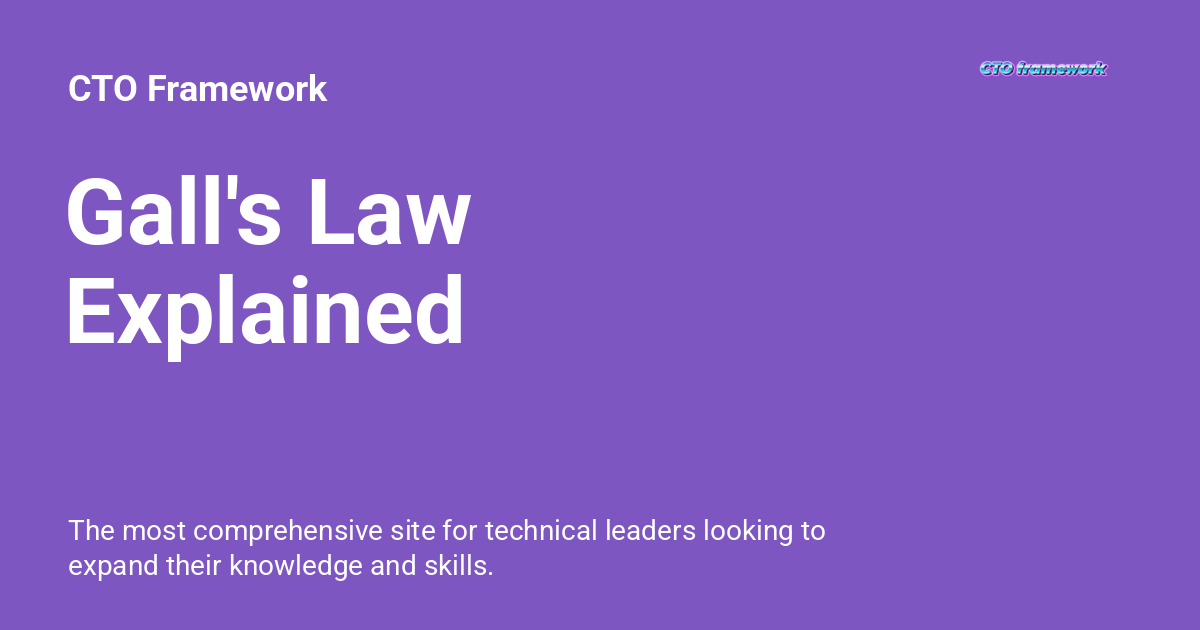 CTO Framework
CTO framework
Gall's Law
Explained
The most comprehensive site for technical leaders looking to
expand their knowledge and skills.